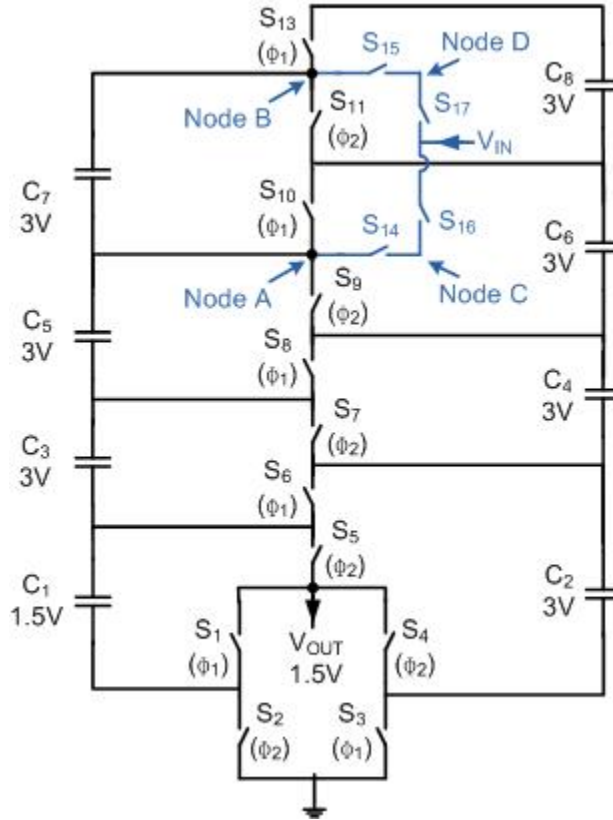 S13
(ϕ1)
S15
Node D
C8
3V
Node B
S11
(ϕ2)
S17
VIN
C7
3V
S10
(ϕ1)
S14
S16
C6
3V
Node A
S9
(ϕ2)
Node C
C5
3V
S8
(ϕ1)
C4
3V
S7
(ϕ2)
C3
3V
S6
(ϕ1)
S5
(ϕ2)
C1
1.5V
C2
3V
S1
(ϕ1)
VOUT
1.5V
S4
(ϕ2)
S2
(ϕ2)
S3
(ϕ1)